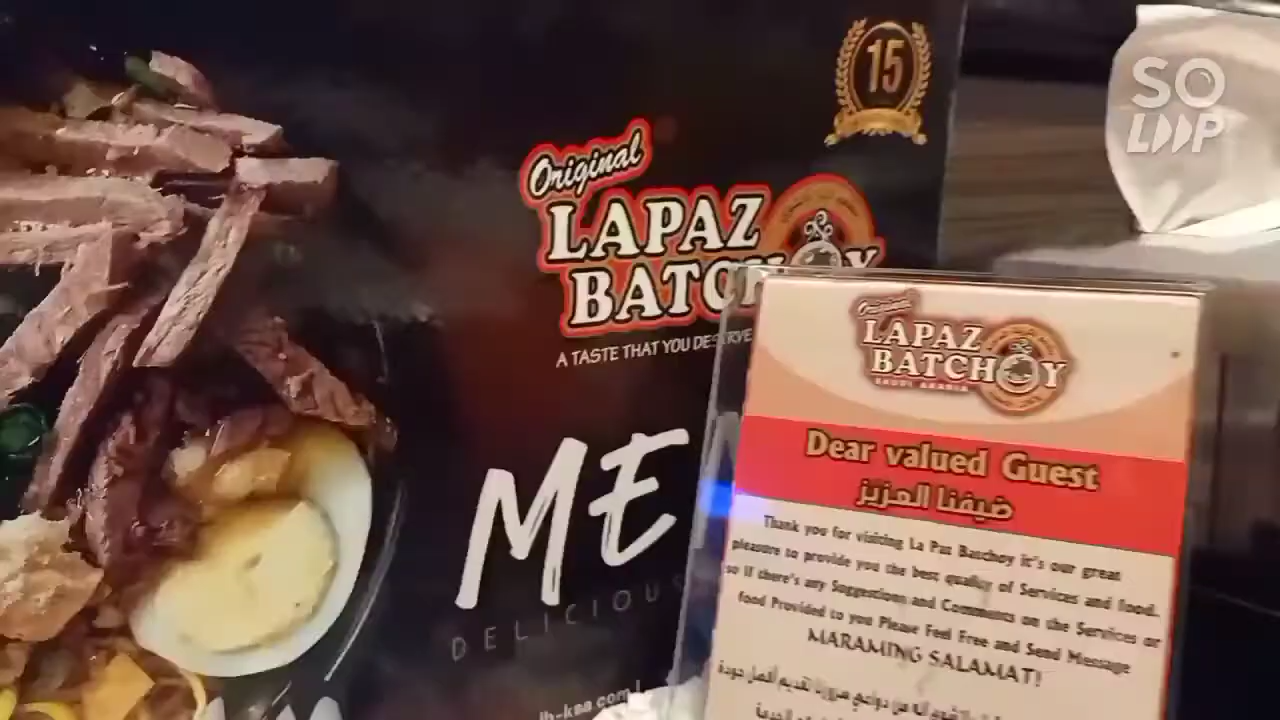 15
Original
LAPAZ
BATCHOY
A TASTE THAT YOU DESERVE
ME
DELICIOUS
SO
LOOP
Original
LAPAZ
BATCHOY
SAUDI ARABIA
Dear valued Guest
ضيفنا العزيز
Thank you for visiting La Paz Batchoy it's our great
pleasure to provide you the best quality of Services and food.
so If there's any Suggestions and Comments on the Services or
food Provided to you Please Feel Free and Send Message
MARAMING SALAMAT!